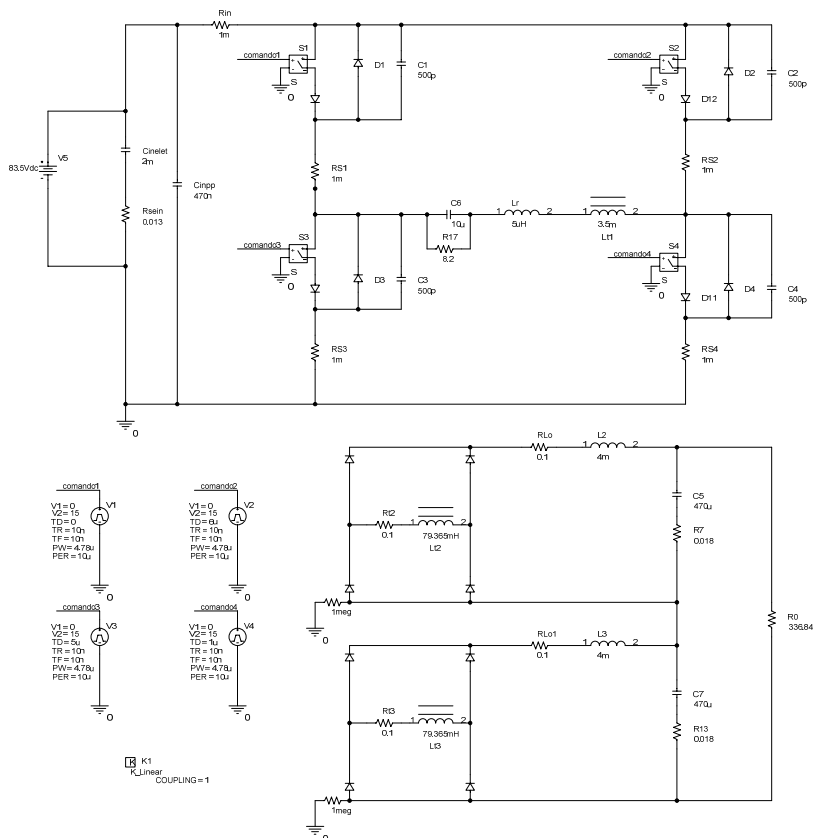 Rin
1m
comando1
S1
S
0
D1
C1
500p
comando2
S2
S
0
D12
D2
C2
500p
V5
83.5Vdc
Cinelet
2m
Rsein
0.013
Cinpp
470n
RS1
1m
RS2
1m
C6
10u
R17
8.2
Lr
1 2
5uH
1 2
3.5m
Lt1
comando3
S3
S
0
D3
C3
500p
comando4
S4
S
0
D11
D4
C4
500p
RS3
1m
RS4
1m
0
RLo
0.1
L2
1 2
4m
C5
470u
R7
0.018
Rt2
0.1
1 2
79.365mH
Lt2
1meg
0
R0
336.84
RLo1
0.1
L3
1 2
4m
C7
470u
R13
0.018
Rt3
0.1
1 2
79.365mH
Lt3
1meg
0
comando1
V1
V1 = 0
V2 = 15
TD = 0
TR = 10n
TF = 10n
PW = 4.78u
PER = 10u
0
comando2
V2
V1 = 0
V2 = 15
TD = 6u
TR = 10n
TF = 10n
PW = 4.78u
PER = 10u
0
comando3
V3
V1 = 0
V2 = 15
TD = 5u
TR = 10n
TF = 10n
PW = 4.78u
PER = 10u
0
comando4
V4
V1 = 0
V2 = 15
TD = 1u
TR = 10n
TF = 10n
PW = 4.78u
PER = 10u
0
K K1
K_Linear
COUPLING = 1